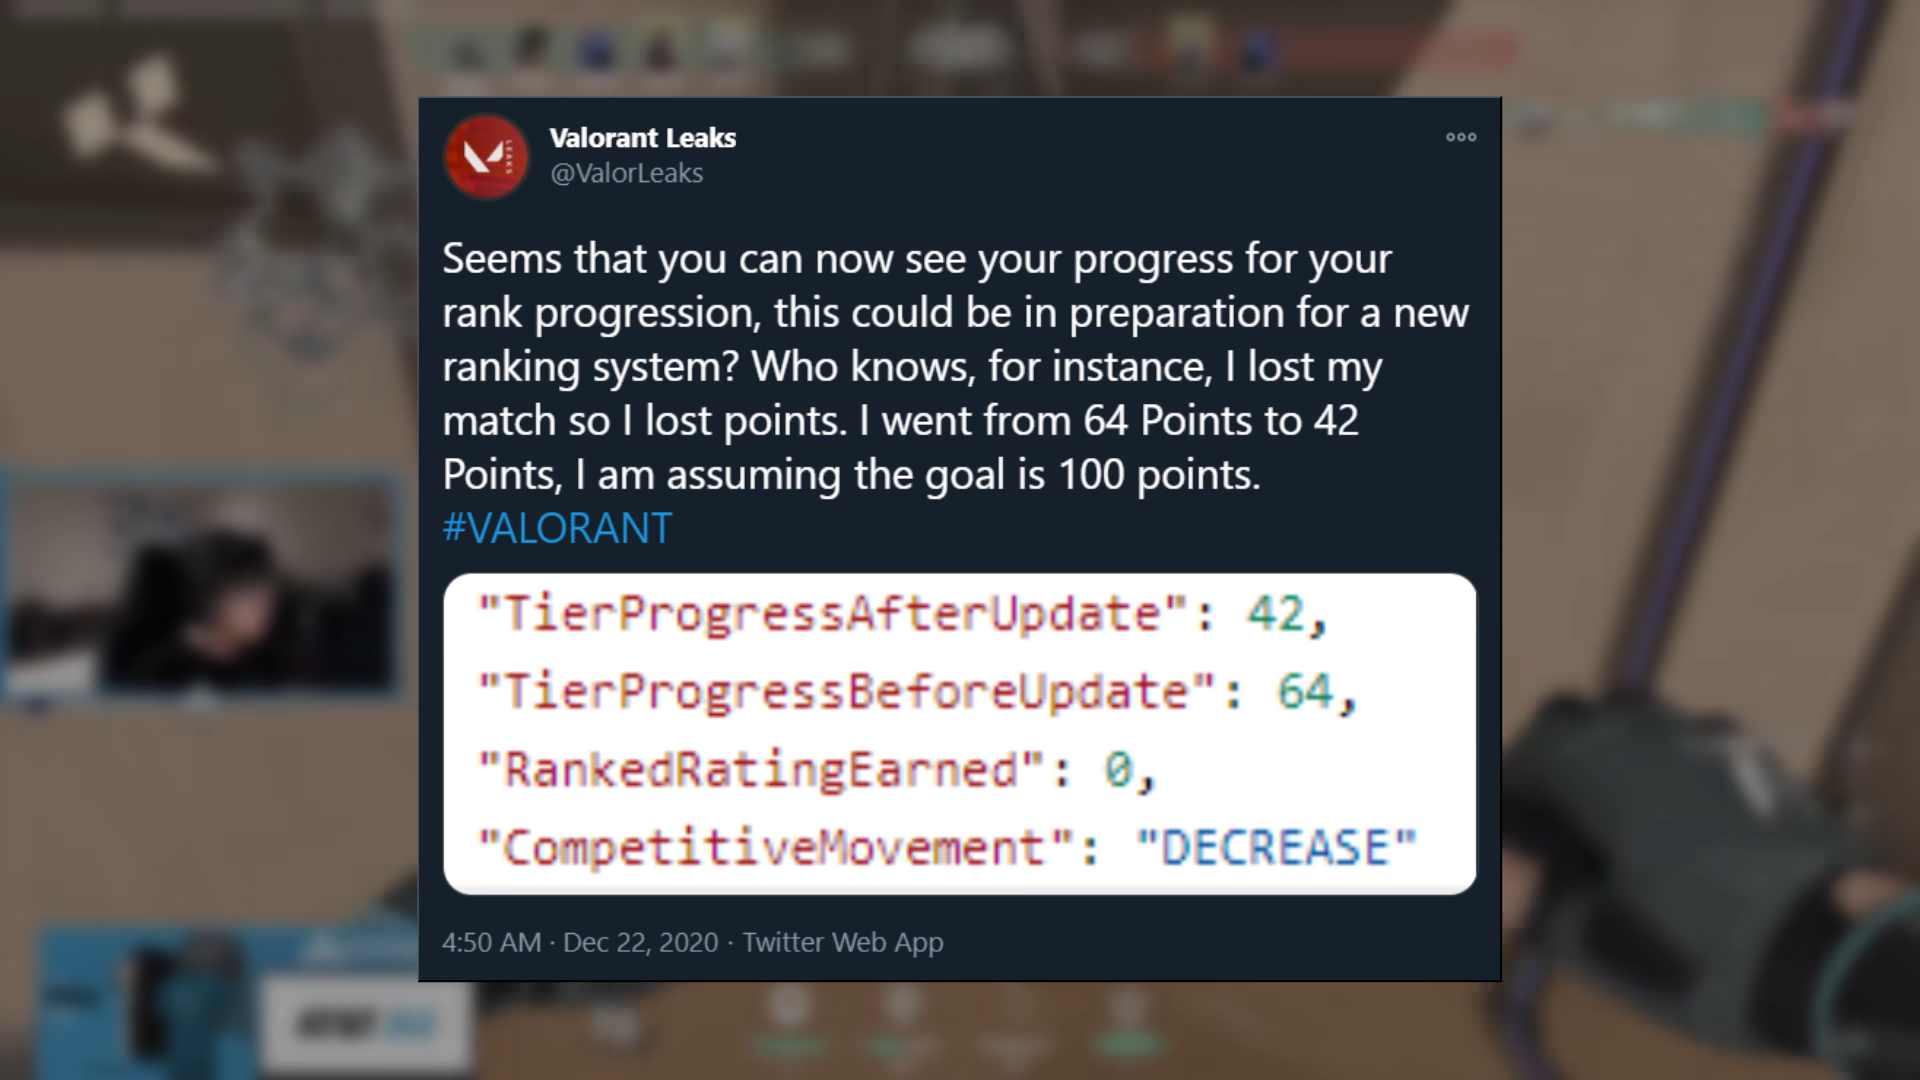 Valorant Leaks
@ValorLeaks
LEAKS
Seems that you can now see your progress for your
rank progression, this could be in preparation for a new
ranking system? Who knows, for instance, I lost my
match so I lost points. I went from 64 Points to 42
Points, I am assuming the goal is 100 points.
#VALORANT
"TierProgressAfterUpdate": 42,
"TierProgressBeforeUpdate": 64,
"RankedRatingEarned": 0,
"CompetitiveMovement": "DECREASE"
4:50 AM · Dec 22, 2020 · Twitter Web App